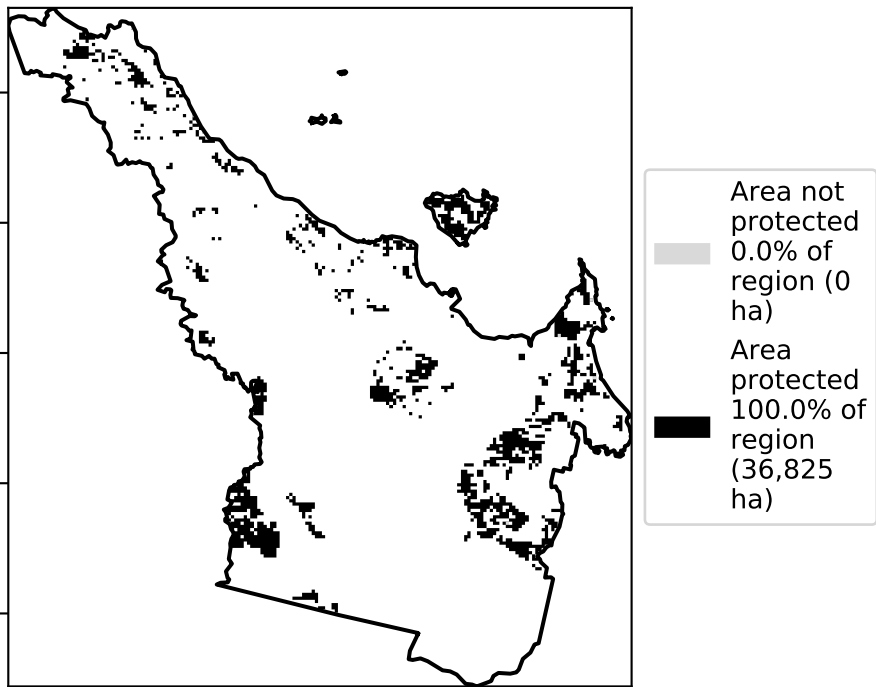 Area not
protected
0.0% of
region (0
ha)
Area
protected
100.0% of
region
(36,825
ha)